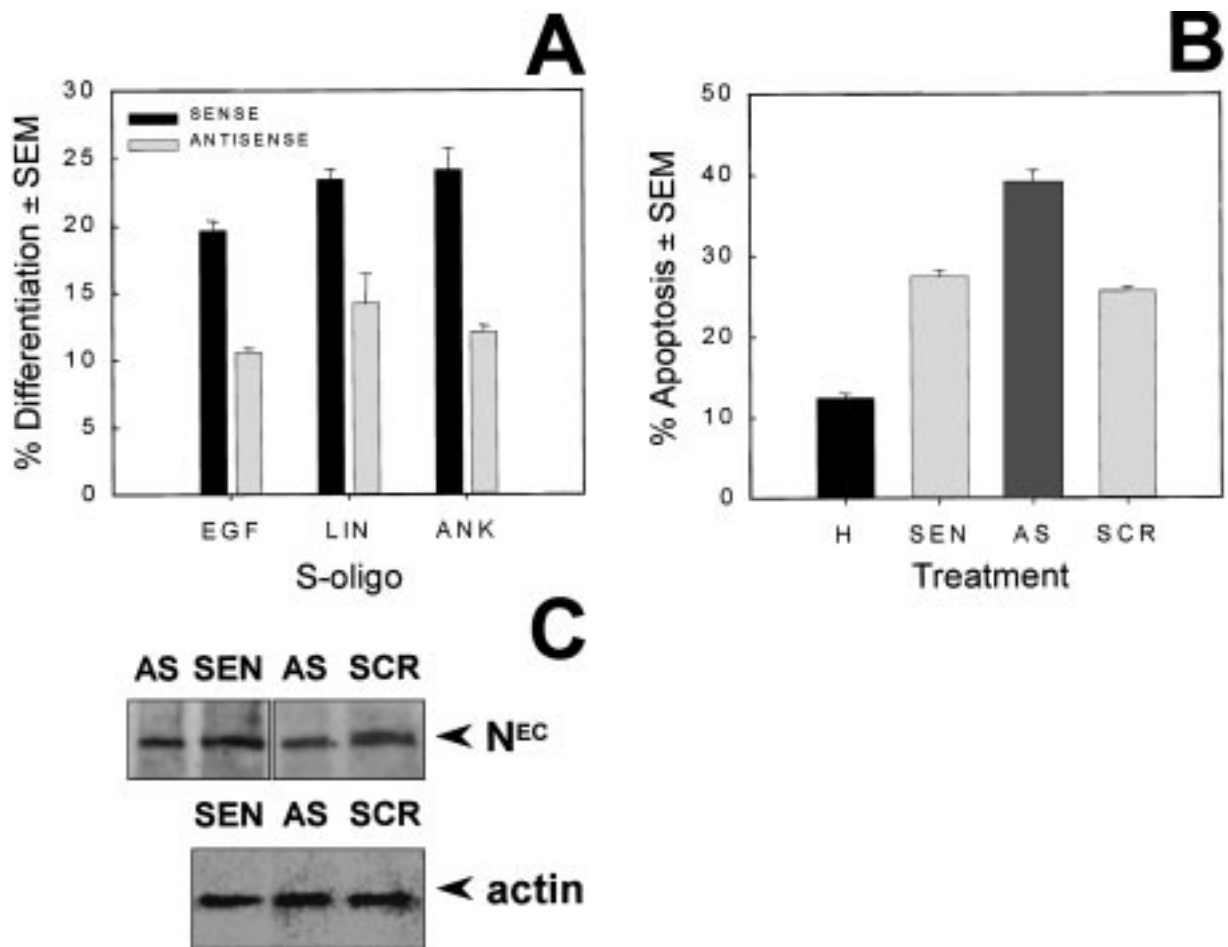 A
% Differentiation ± SEM
30
25
20
15
10
5
0
SENSE
ANTISENSE
EGF LIN ANK
S-oligo
B
% Apoptosis ± SEM
50
40
30
20
10
0
H SEN AS SCR
Treatment
C
AS SEN AS SCR
N^EC
SEN AS SCR
actin